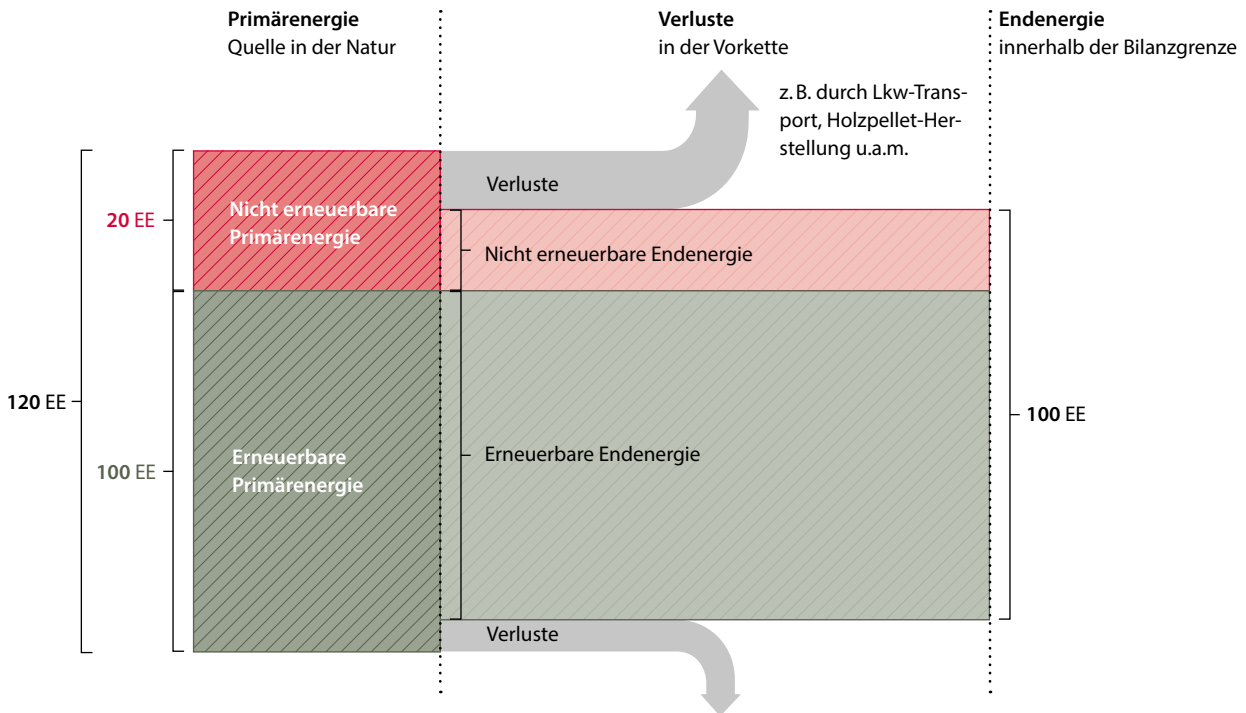 Primärenergie
Quelle in der Natur
Verluste
in der Vorkette
Endenergie
innerhalb der Bilanzgrenze
z. B. durch Lkw-Trans-
port, Holzpellet-Her-
stellung u.a.m.
Verluste
20 EE
Nicht erneuerbare
Primärenergie
Nicht erneuerbare Endenergie
120 EE
100 EE
100 EE
Erneuerbare
Primärenergie
Erneuerbare Endenergie
Verluste